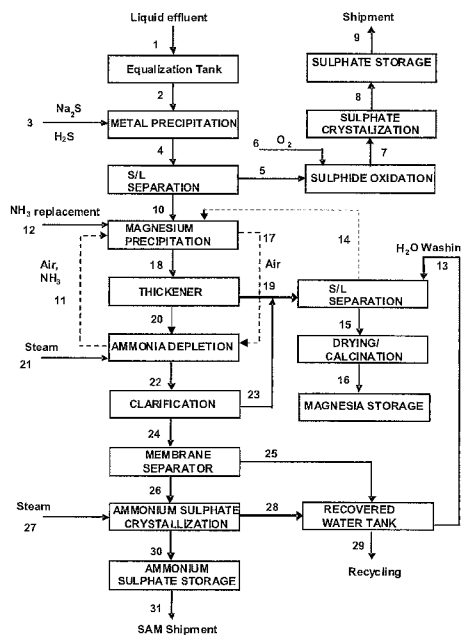 Liquid effluent
Shipment
1
9
Equalization Tank
SULPHATE STORAGE
2
8
Na2S
3
H2S
METAL PRECIPITATION
SULPHATE
CRYSTALIZATION
4
6
O2
7
S/L
SEPARATION
5
SULPHIDE OXIDATION
10
NH3 replacement
12
MAGNESIUM
PRECIPITATION
17
14
H2O Washin
13
Air,
NH3
11
18
Air
19
THICKENER
S/L
SEPARATION
20
15
Steam
21
AMMONIA DEPLETION
DRYING/
CALCINATION
22
23
16
CLARIFICATION
MAGNESIA STORAGE
24
25
MEMBRANE
SEPARATOR
26
Steam
27
AMMONIUM SULPHATE
CRYSTALLIZATION
28
RECOVERED
WATER TANK
30
29
AMMONIUM
SULPHATE STORAGE
Recycling
31
SAM Shipment